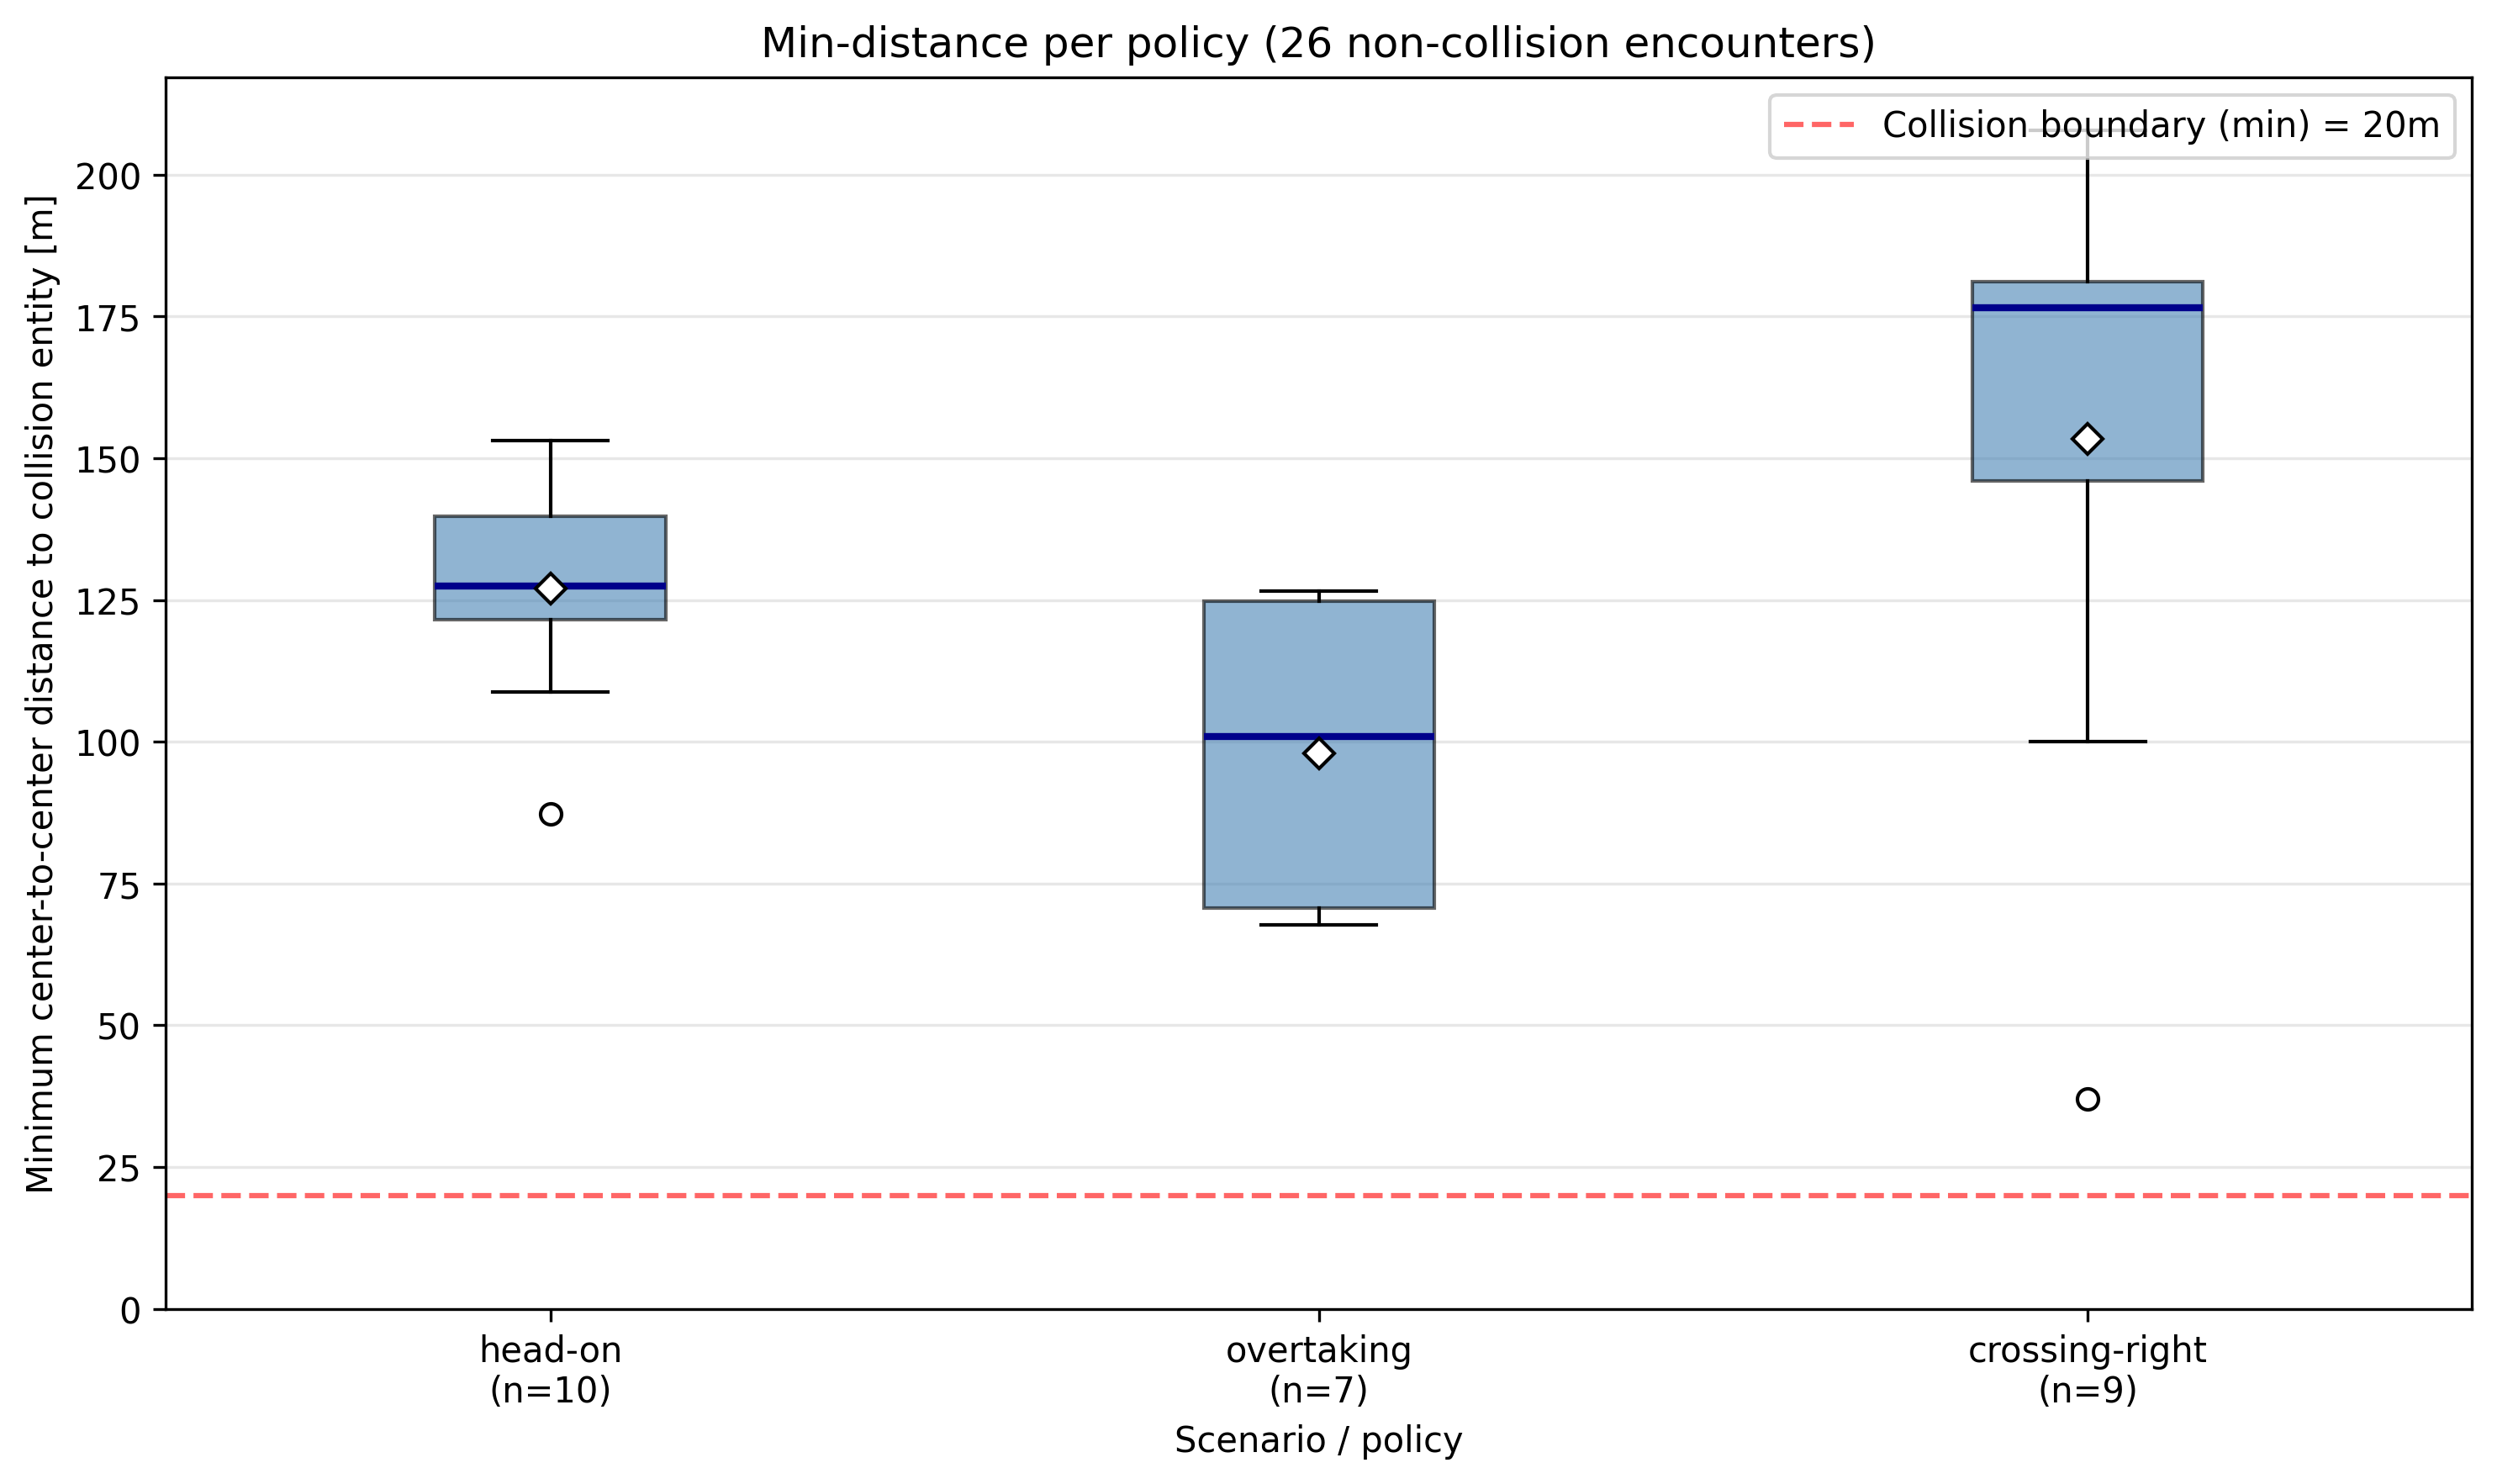 Min-distance per policy (26 non-collision encounters)
Collision boundary (min) = 20m
Minimum center-to-center distance to collision entity [m]
200
175
150
125
100
75
50
25
0
head-on
(n=10)
overtaking
(n=7)
crossing-right
(n=9)
Scenario / policy